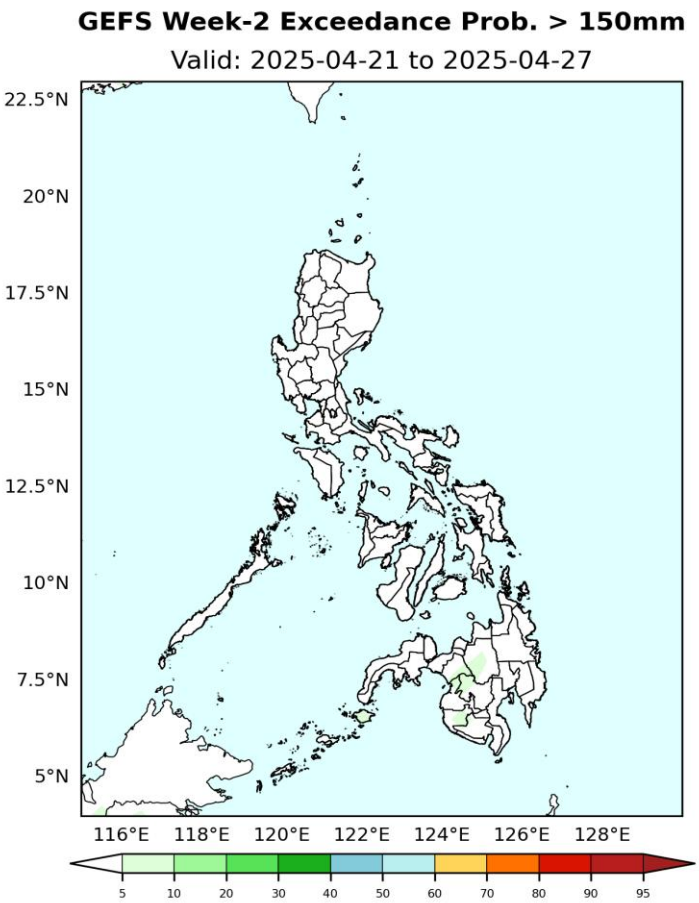 GEFS Week-2 Exceedance Prob. > 150mm
Valid: 2025-04-21 to 2025-04-27
22.5°N
20°N
17.5°N
15°N
12.5°N
10°N
7.5°N
5°N
116°E 118°E 120°E 122°E 124°E 126°E 128°E
5 10 20 30 40 50 60 70 80 90 95